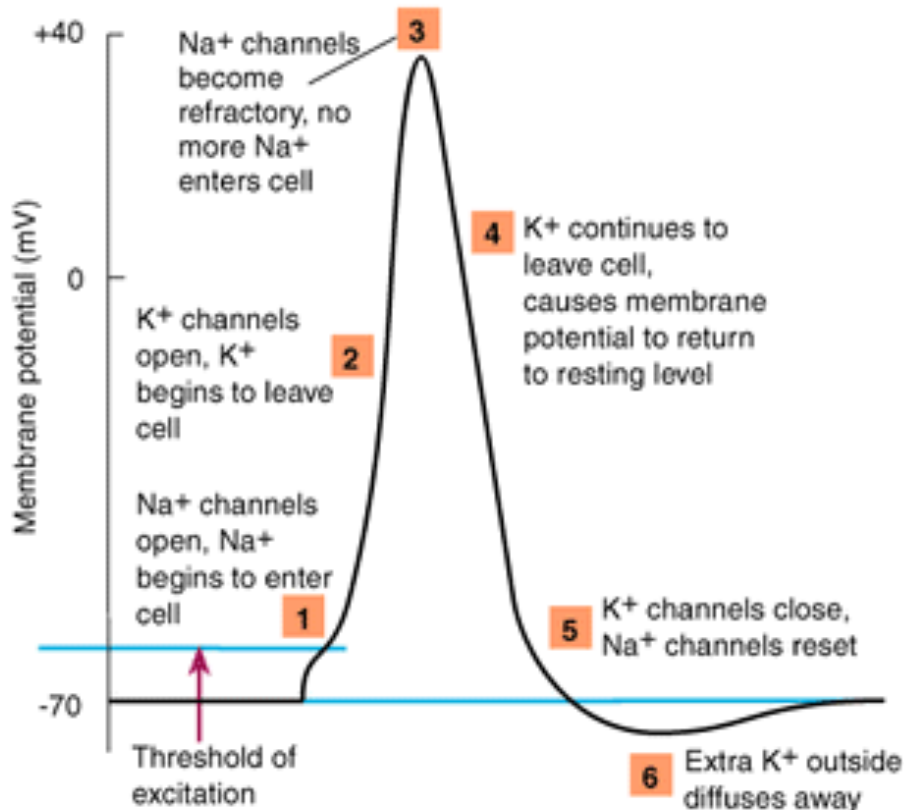 +40
3
Na+ channels
become
refractory, no
more Na+
enters cell
4
K+ continues to
leave cell,
causes membrane
potential to return
to resting level
Membrane potential (mV)
0
K+ channels
open, K+
begins to leave
cell
2
Na+ channels
open, Na+
begins to enter
cell
1
5
K+ channels close,
Na+ channels reset
-70
Threshold of
excitation
6
Extra K+ outside
diffuses away